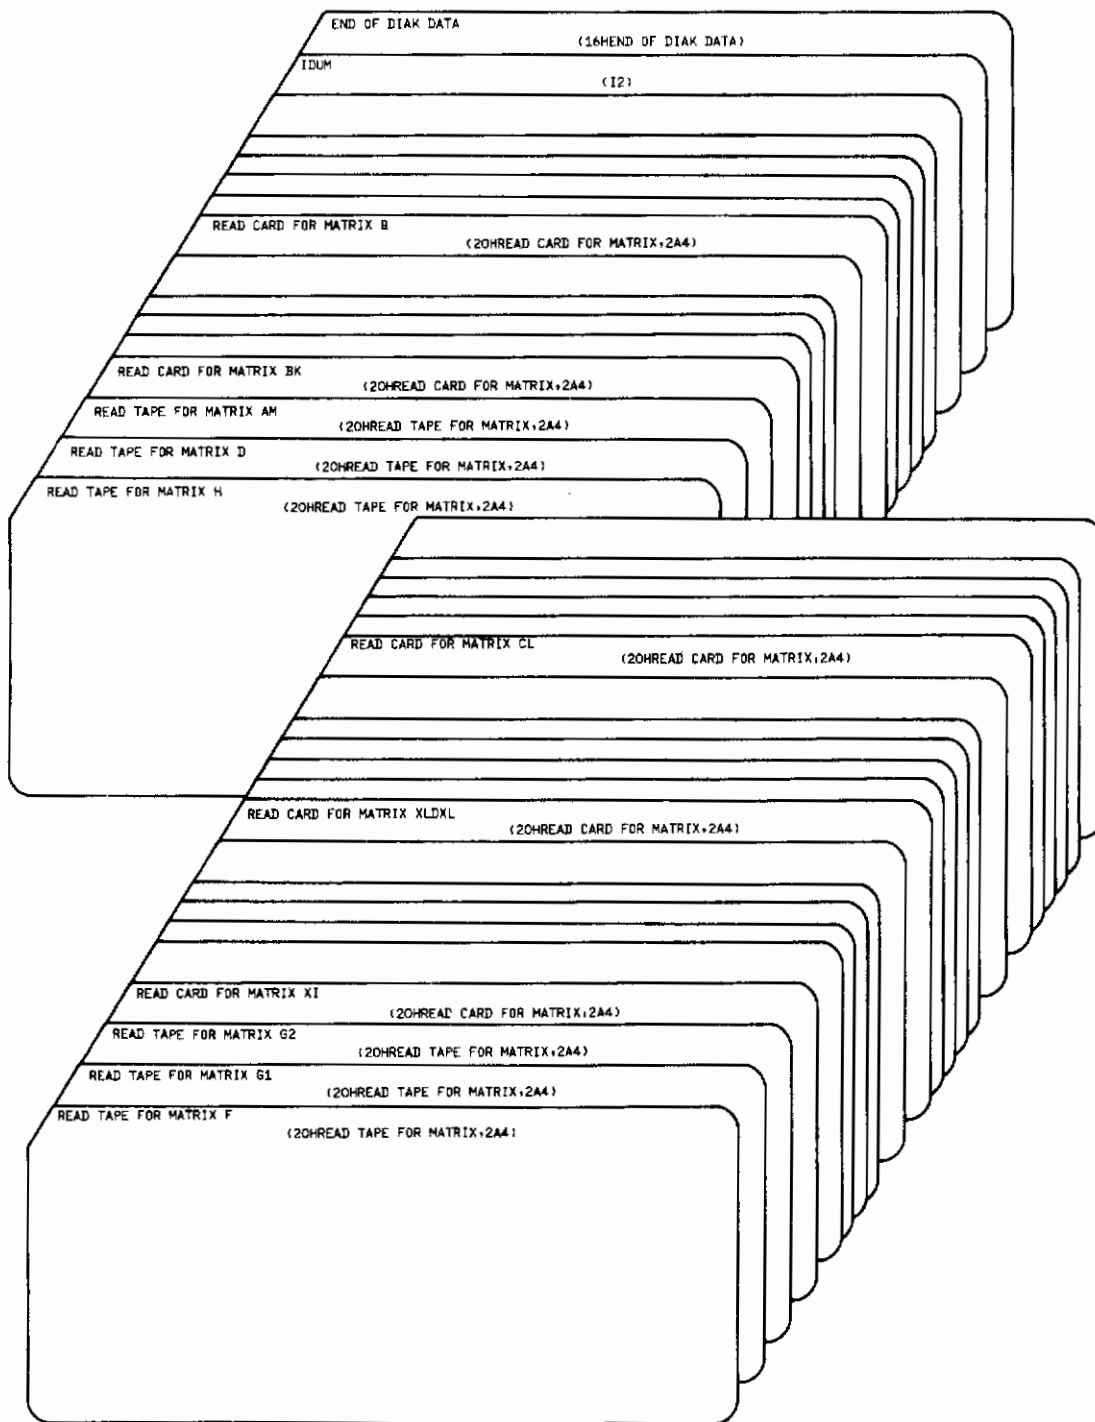 END OF DIAK DATA
(16HEND OF DIAK DATA)
IDUM
(I2)
READ CARD FOR MATRIX B
(20HREAD CARD FOR MATRIX,2A4)
READ CARD FOR MATRIX BK
(20HREAD CARD FOR MATRIX,2A4)
READ TAPE FOR MATRIX AM
(20HREAD TAPE FOR MATRIX,2A4)
READ TAPE FOR MATRIX D
(20HREAD TAPE FOR MATRIX,2A4)
READ TAPE FOR MATRIX H
(20HREAD TAPE FOR MATRIX,2A4)
READ CARD FOR MATRIX CL
(20HREAD CARD FOR MATRIX,2A4)
READ CARD FOR MATRIX XLDXL
(20HREAD CARD FOR MATRIX,2A4)
READ CARD FOR MATRIX XI
(20HREAD CARD FOR MATRIX,2A4)
READ TAPE FOR MATRIX G2
(20HREAD TAPE FOR MATRIX,2A4)
READ TAPE FOR MATRIX G1
(20HREAD TAPE FOR MATRIX,2A4)
READ TAPE FOR MATRIX F
(20HREAD TAPE FOR MATRIX,2A4)